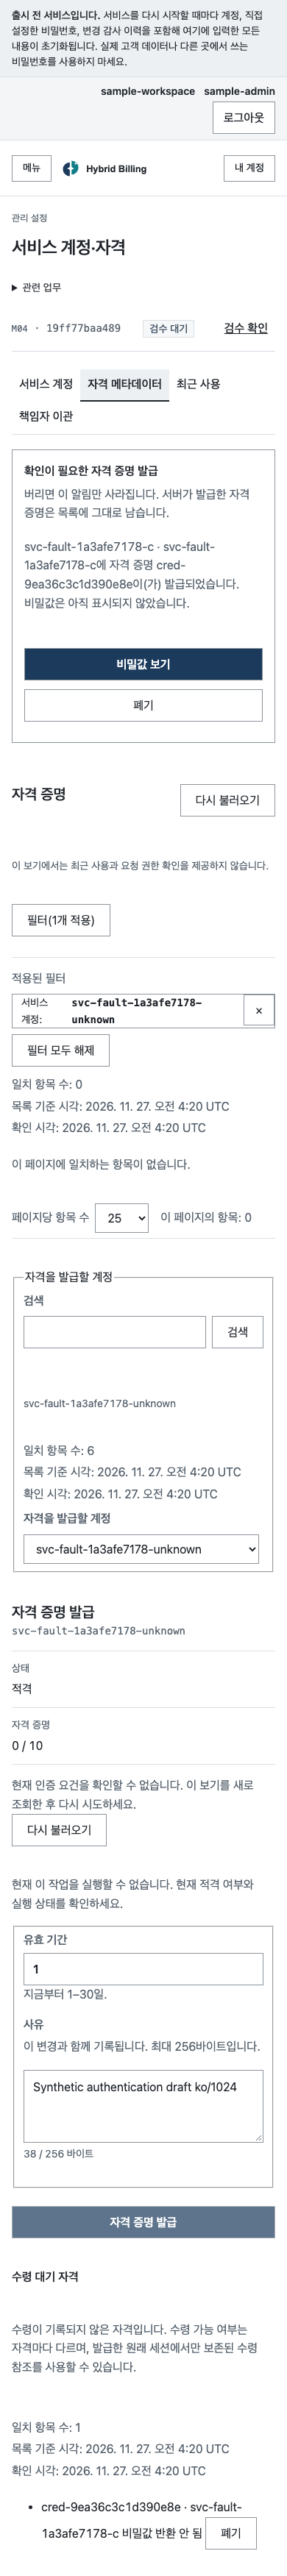 출시 전 서비스입니다. 서비스를 다시 시작할 때마다 계정, 직접
설정한 비밀번호, 변경 감사 이력을 포함해 여기에 입력한 모든
내용이 초기화됩니다. 실제 고객 데이터나 다른 곳에서 쓰는
비밀번호를 사용하지 마세요.
sample-workspace sample-admin
로그아웃
메뉴
Hybrid Billing
내 계정
관리 설정
서비스 계정·자격
▶ 관련 업무
M04 · 19ff77baa489
검수 대기
검수 확인
서비스 계정 자격 메타데이터 최근 사용
책임자 이관
확인이 필요한 자격 증명 발급
버리면 이 알림만 사라집니다. 서버가 발급한 자격
증명은 목록에 그대로 남습니다.
svc-fault-1a3afe7178-c · svc-fault-
1a3afe7178-c에 자격 증명 cred-
9ea36c3c1d390e8e이(가) 발급되었습니다.
비밀값은 아직 표시되지 않았습니다.
비밀값 보기
폐기
자격 증명
다시 불러오기
이 보기에서는 최근 사용과 요청 권한 확인을 제공하지 않습니다.
필터(1개 적용)
적용된 필터
서비스
계정:
svc-fault-1a3afe7178-
unknown
×
필터 모두 해제
일치 항목 수: 0
목록 기준 시각: 2026. 11. 27. 오전 4:20 UTC
확인 시각: 2026. 11. 27. 오전 4:20 UTC
이 페이지에 일치하는 항목이 없습니다.
페이지당 항목 수 25 이 페이지의 항목: 0
자격을 발급할 계정
검색
검색
svc-fault-1a3afe7178-unknown
일치 항목 수: 6
목록 기준 시각: 2026. 11. 27. 오전 4:20 UTC
확인 시각: 2026. 11. 27. 오전 4:20 UTC
자격을 발급할 계정
svc-fault-1a3afe7178-unknown
자격 증명 발급
svc-fault-1a3afe7178-unknown
상태
적격
자격 증명
0 / 10
현재 인증 요건을 확인할 수 없습니다. 이 보기를 새로
조회한 후 다시 시도하세요.
다시 불러오기
현재 이 작업을 실행할 수 없습니다. 현재 적격 여부와
실행 상태를 확인하세요.
유효 기간
1
지금부터 1–30일.
사유
이 변경과 함께 기록됩니다. 최대 256바이트입니다.
Synthetic authentication draft ko/1024
38 / 256 바이트
자격 증명 발급
수령 대기 자격
수령이 기록되지 않은 자격입니다. 수령 가능 여부는
자격마다 다르며, 발급한 원래 세션에서만 보존된 수령
참조를 사용할 수 있습니다.
일치 항목 수: 1
목록 기준 시각: 2026. 11. 27. 오전 4:20 UTC
확인 시각: 2026. 11. 27. 오전 4:20 UTC
• cred-9ea36c3c1d390e8e · svc-fault-
1a3afe7178-c 비밀값 반환 안 됨 폐기